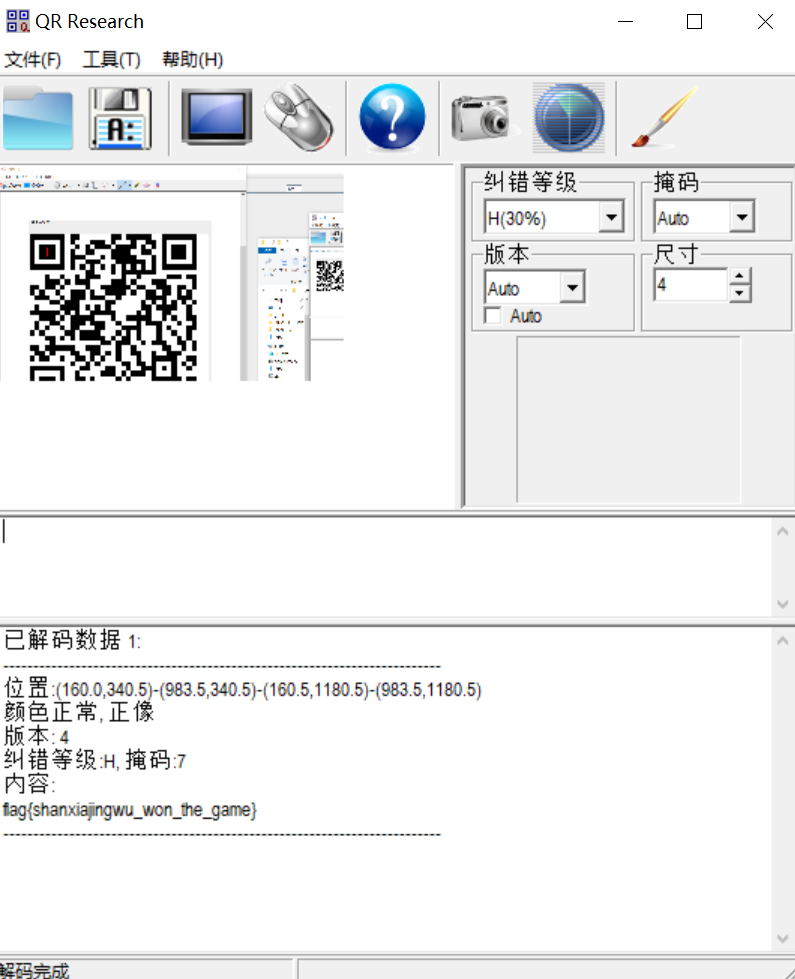 QR Research
文件(F) 工具(T) 帮助(H)
A:
纠错等级 掩码
H(30%) Auto
版本 尺寸
Auto 4
Auto
已解码数据 1:
---------------------------------------------------------------------------
位置:(160.0,340.5)-(983.5,340.5)-(160.5,1180.5)-(983.5,1180.5)
颜色正常, 正像
版本: 4
纠错等级:H, 掩码:7
内容:
flag{shanxiajingwu_won_the_game}
---------------------------------------------------------------------------
解码完成